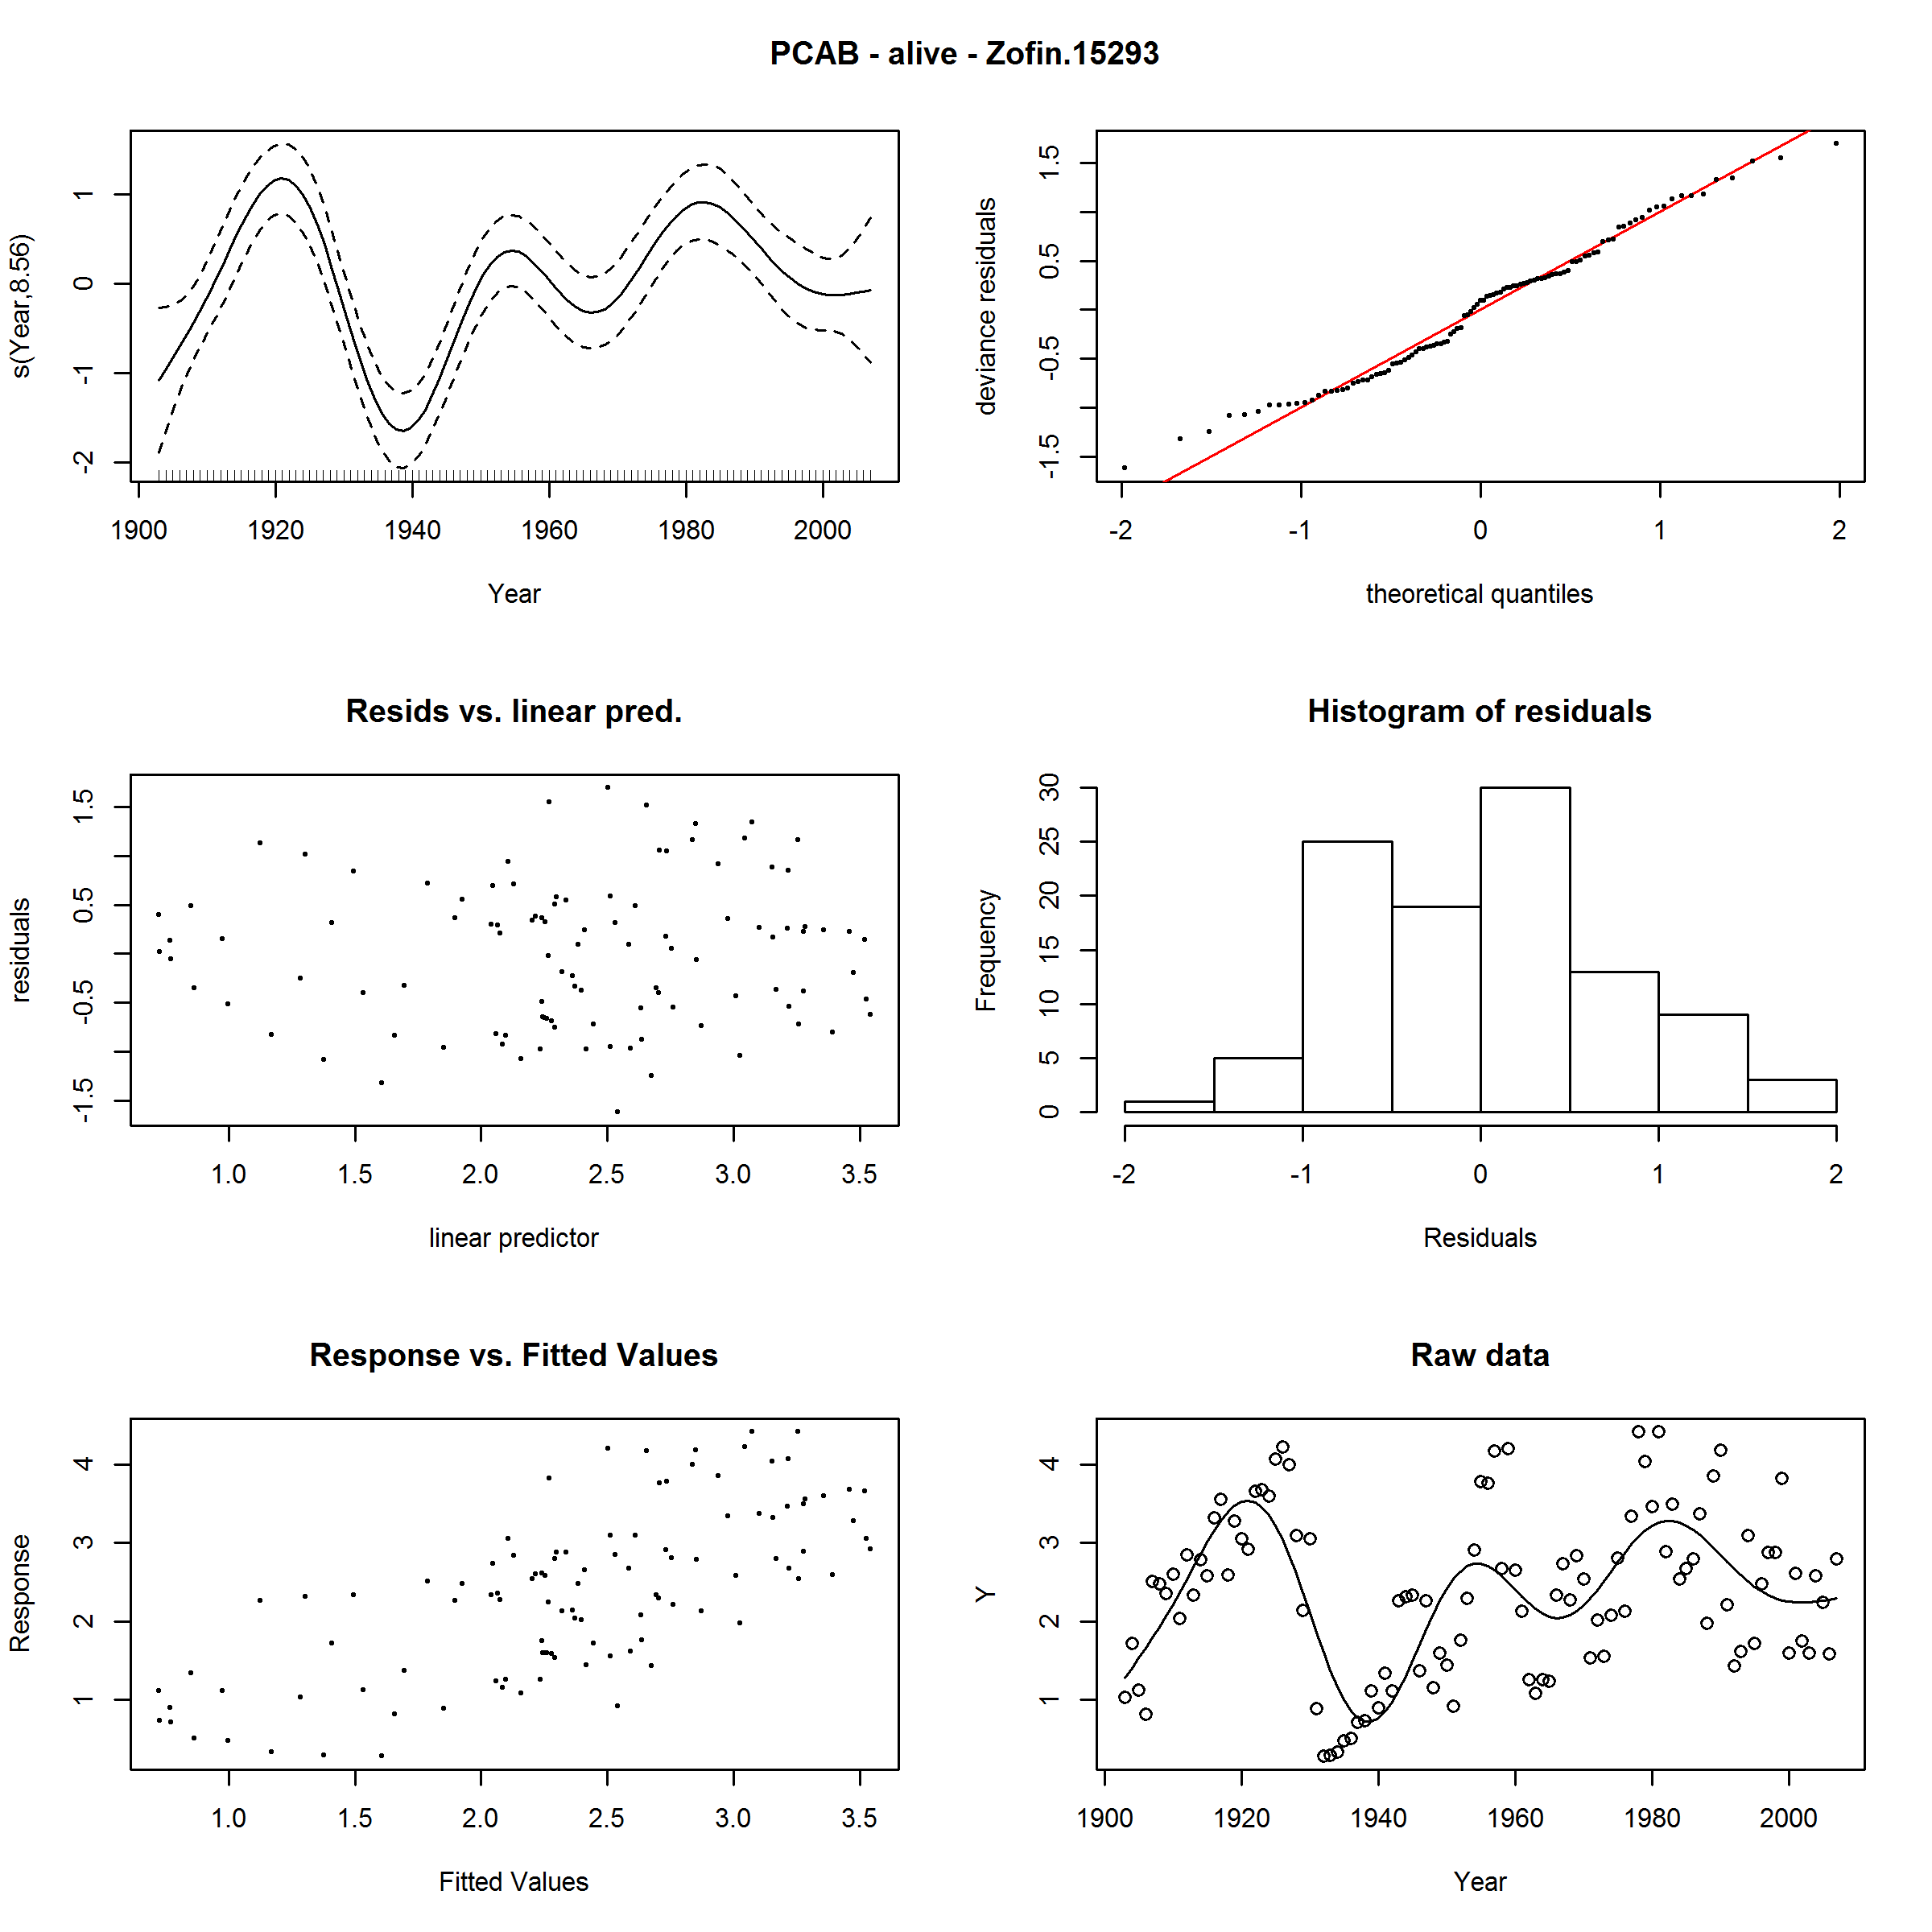 PCAB - alive - Zofin.15293
s(Year,8.56)
-2 -1 0 1
1900 1920 1940 1960 1980 2000
Year
deviance residuals
-1.5 -0.5 0.5 1.5
-2 -1 0 1 2
theoretical quantiles
Resids vs. linear pred.
residuals
-1.5 -0.5 0.5 1.5
1.0 1.5 2.0 2.5 3.0 3.5
linear predictor
Histogram of residuals
Frequency
0 5 10 15 20 25 30
-2 -1 0 1 2
Residuals
Response vs. Fitted Values
Response
1 2 3 4
1.0 1.5 2.0 2.5 3.0 3.5
Fitted Values
Raw data
Y
1 2 3 4
1900 1920 1940 1960 1980 2000
Year